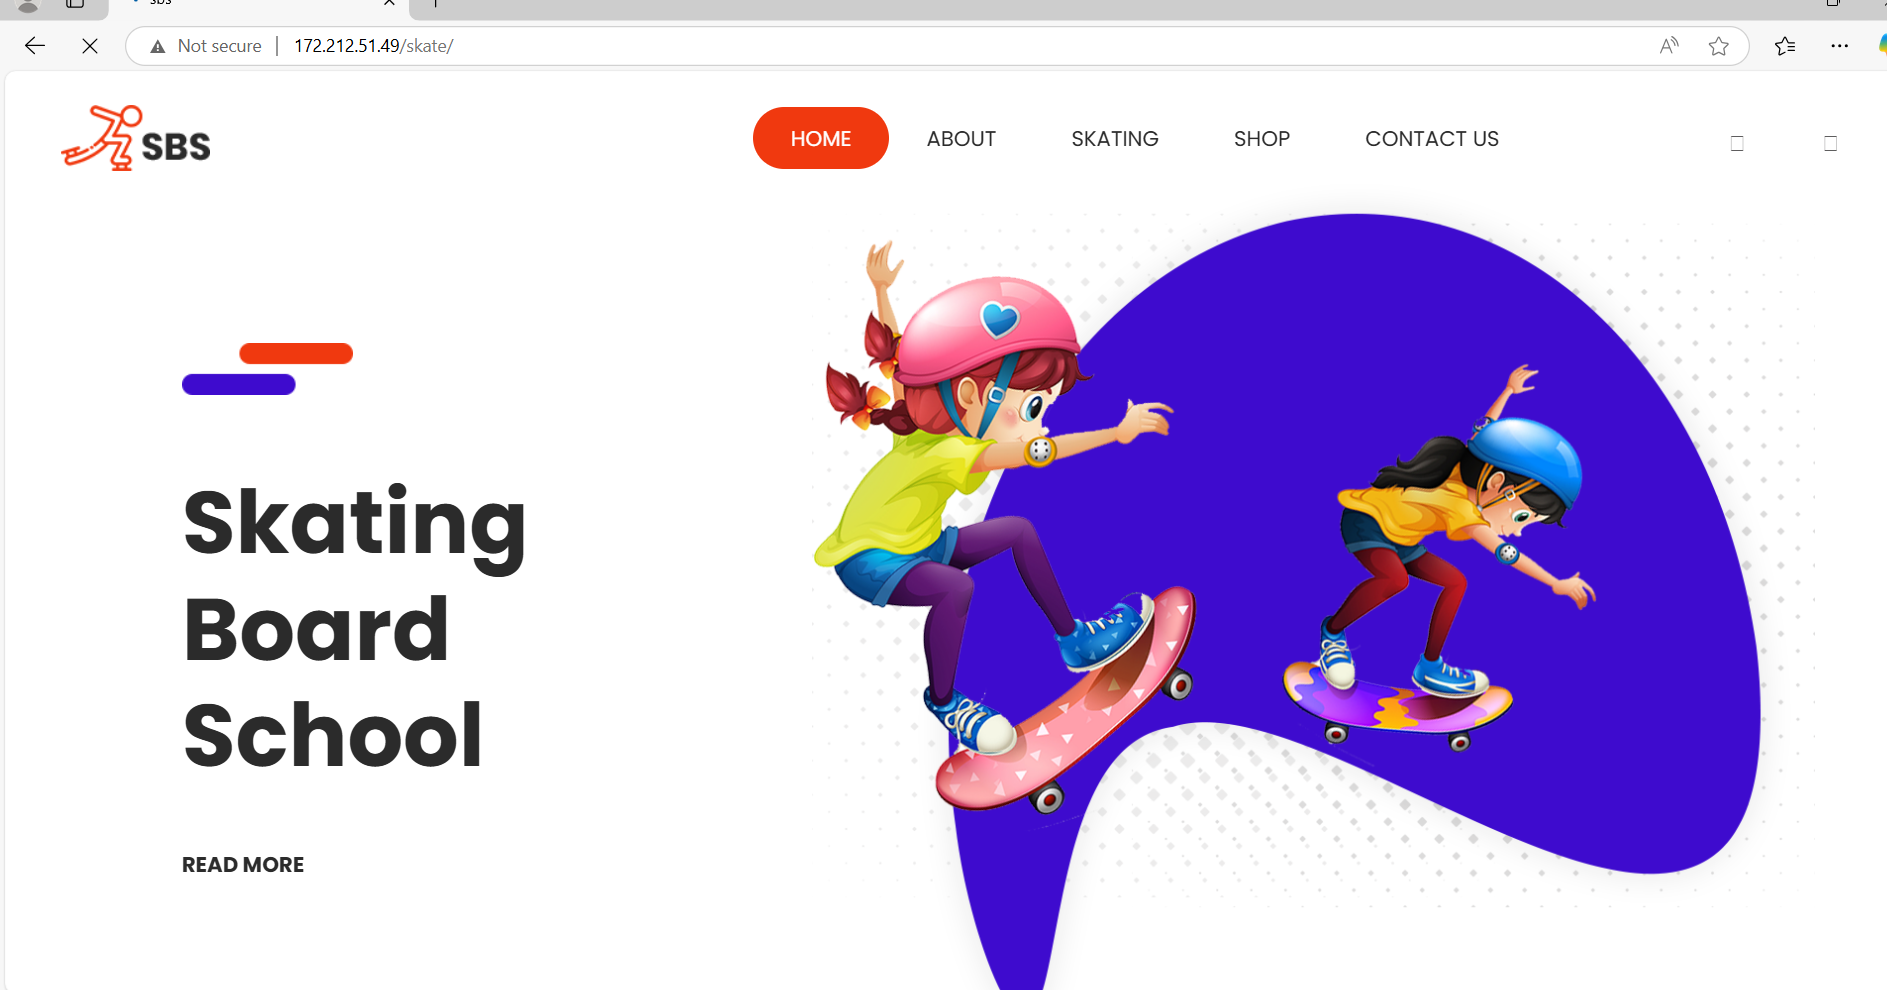 sbs
Not secure
172.212.51.49/skate/
SBS
HOME
ABOUT
SKATING
SHOP
CONTACT US
Skating
Board
School
READ MORE